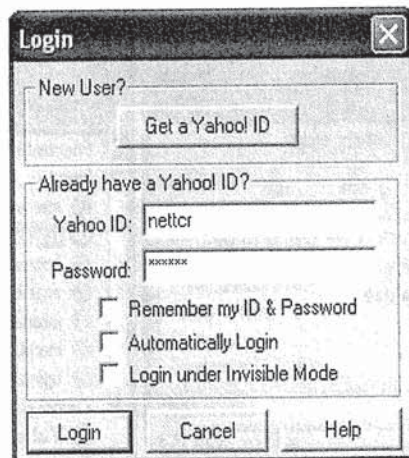 Login
New User?
Get a Yahoo! ID
Already have a Yahoo! ID?
Yahoo ID: nettcr
Password: xxxxxx
Remember my ID & Password
Automatically Login
Login under Invisible Mode
Login Cancel Help